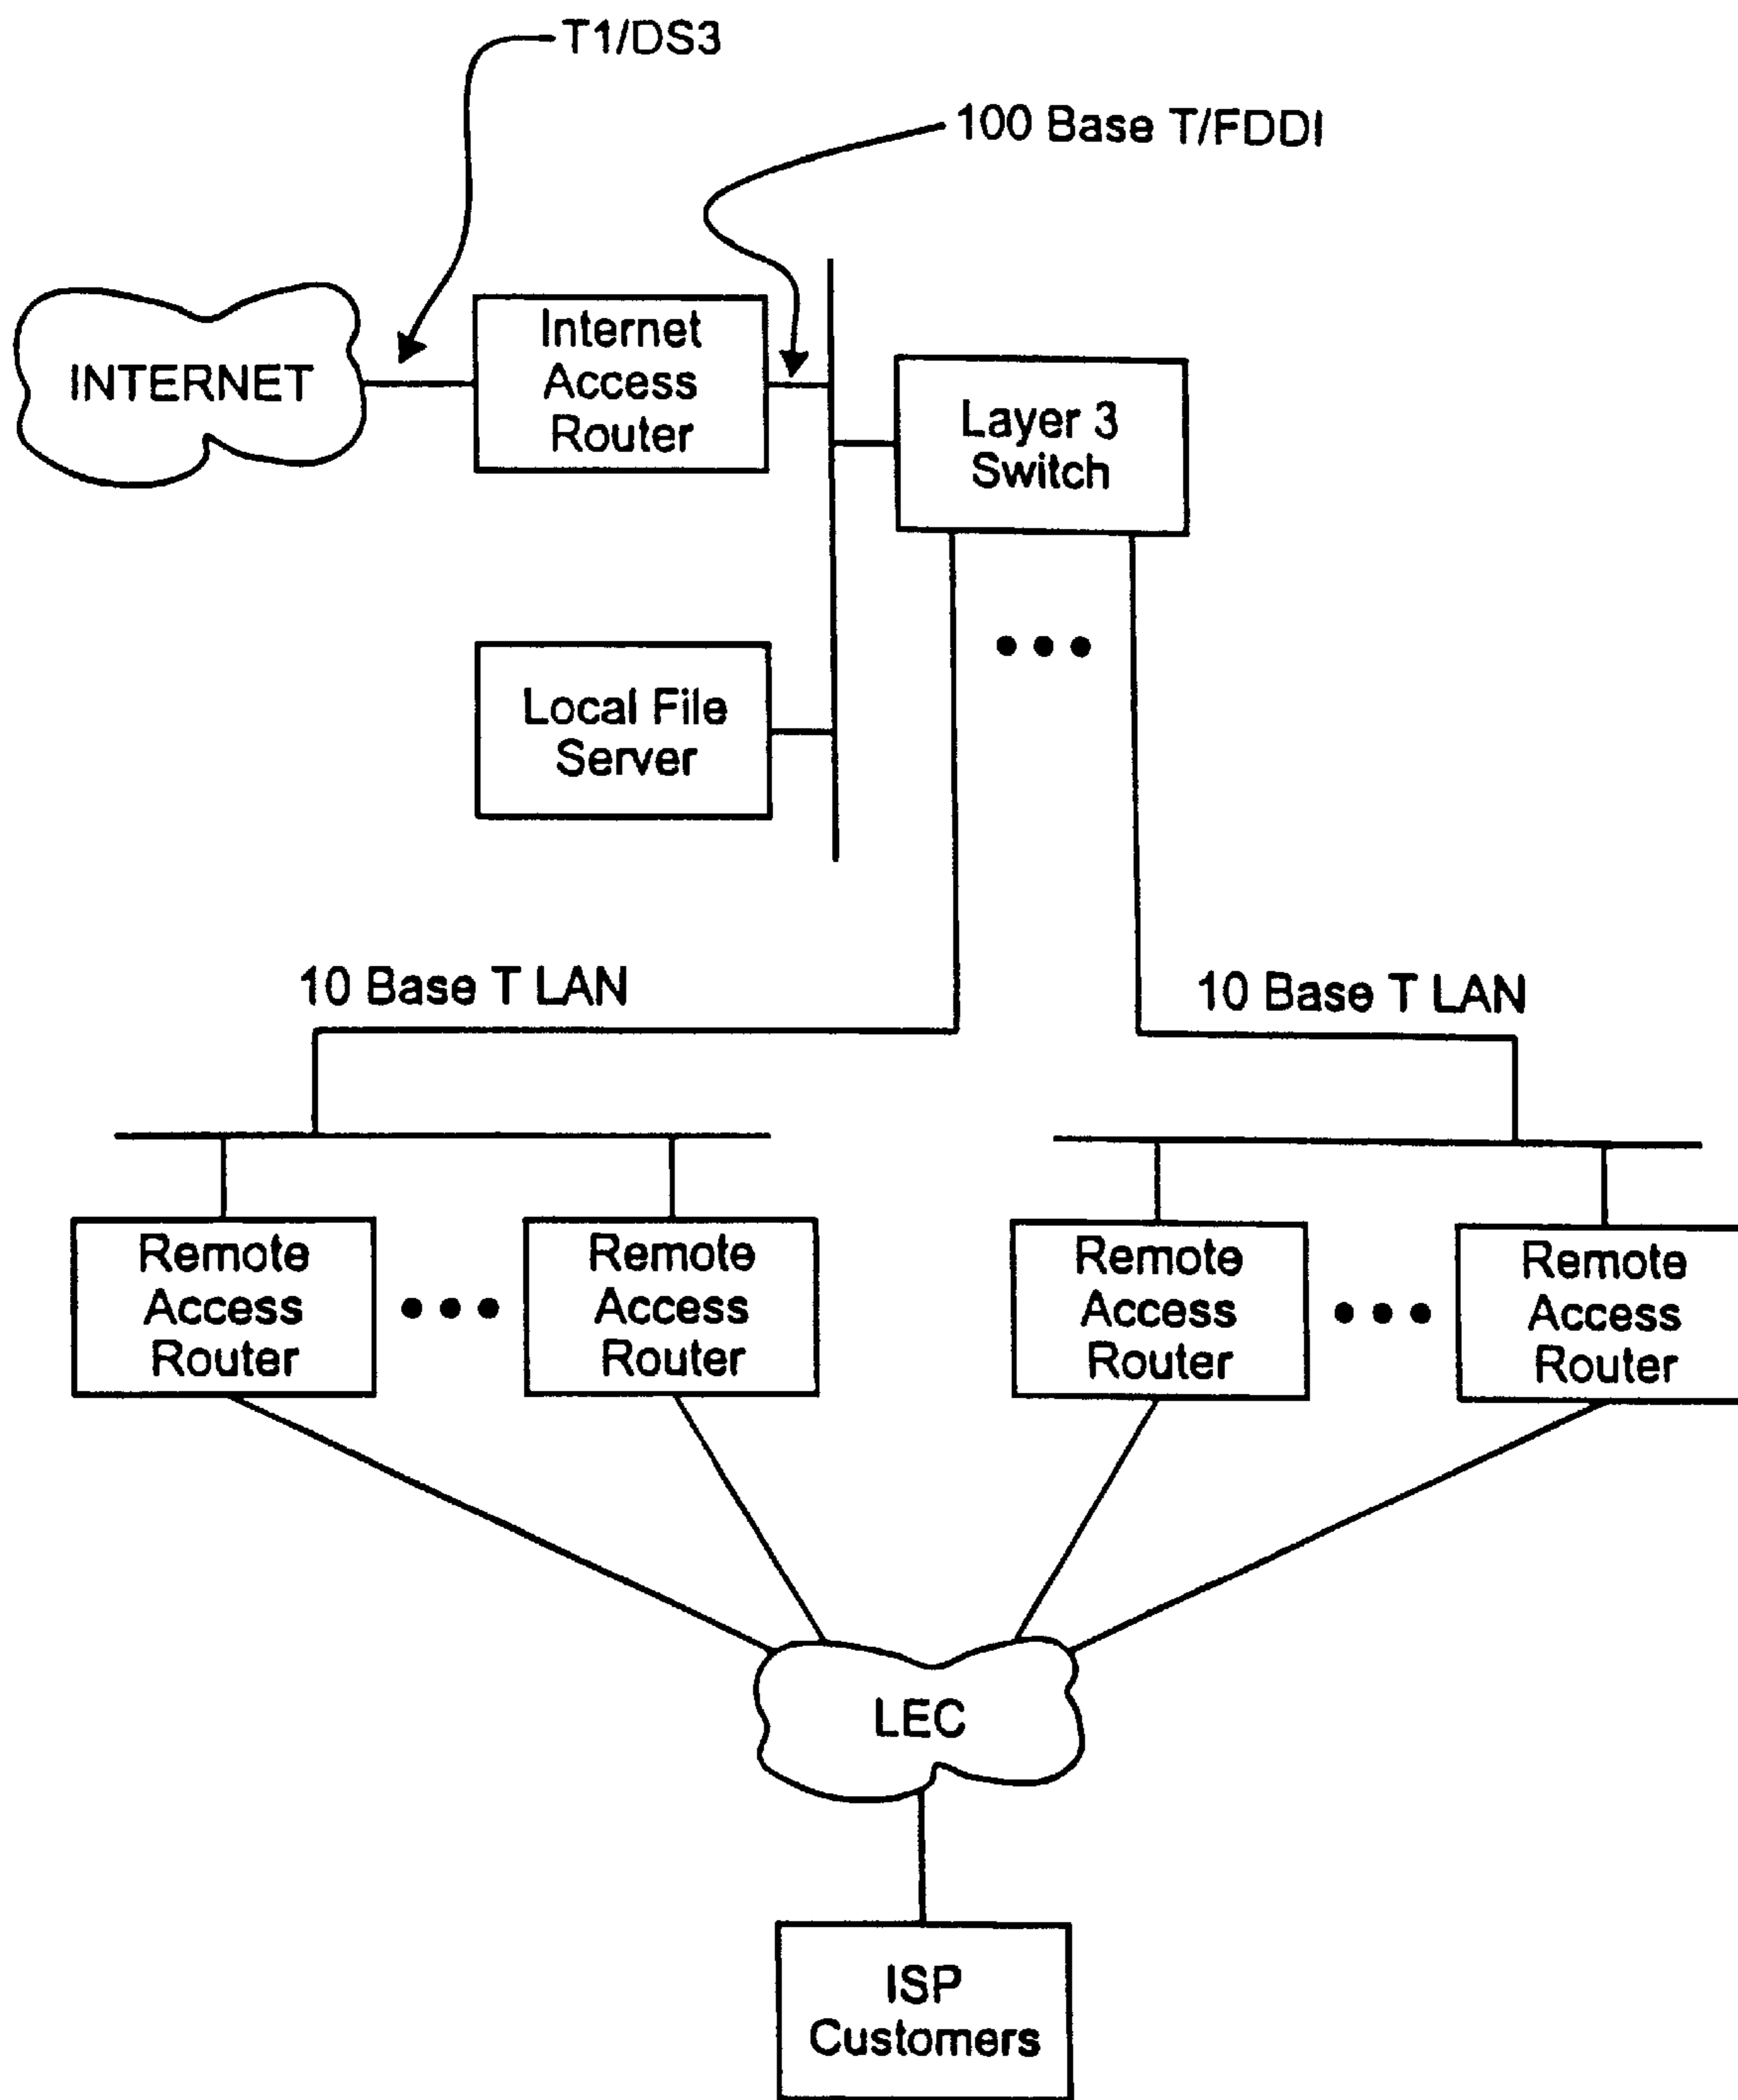 T1/DS3
100 Base T/FDDI
INTERNET
Internet
Access
Router
Layer 3
Switch
Local File
Server
10 Base T LAN
10 Base T LAN
Remote
Access
Router
Remote
Access
Router
Remote
Access
Router
Remote
Access
Router
LEC
ISP
Customers